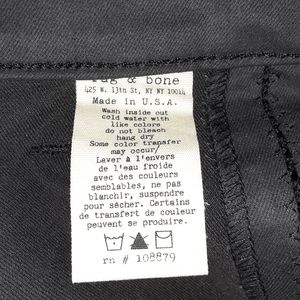 rag & bone
425 W. 13th St, NY NY 10014
Made in U.S.A.
Wash inside out
cold water with
like colors
do not bleach
hang dry
Some color transfer
may occur/
Laver à l'envers
de l'eau froide
avec des couleurs
semblables, ne pas
blanchir, suspendre
pour sécher. Certains
de transfert de couleur
peuvent se produire.
rn # 108879